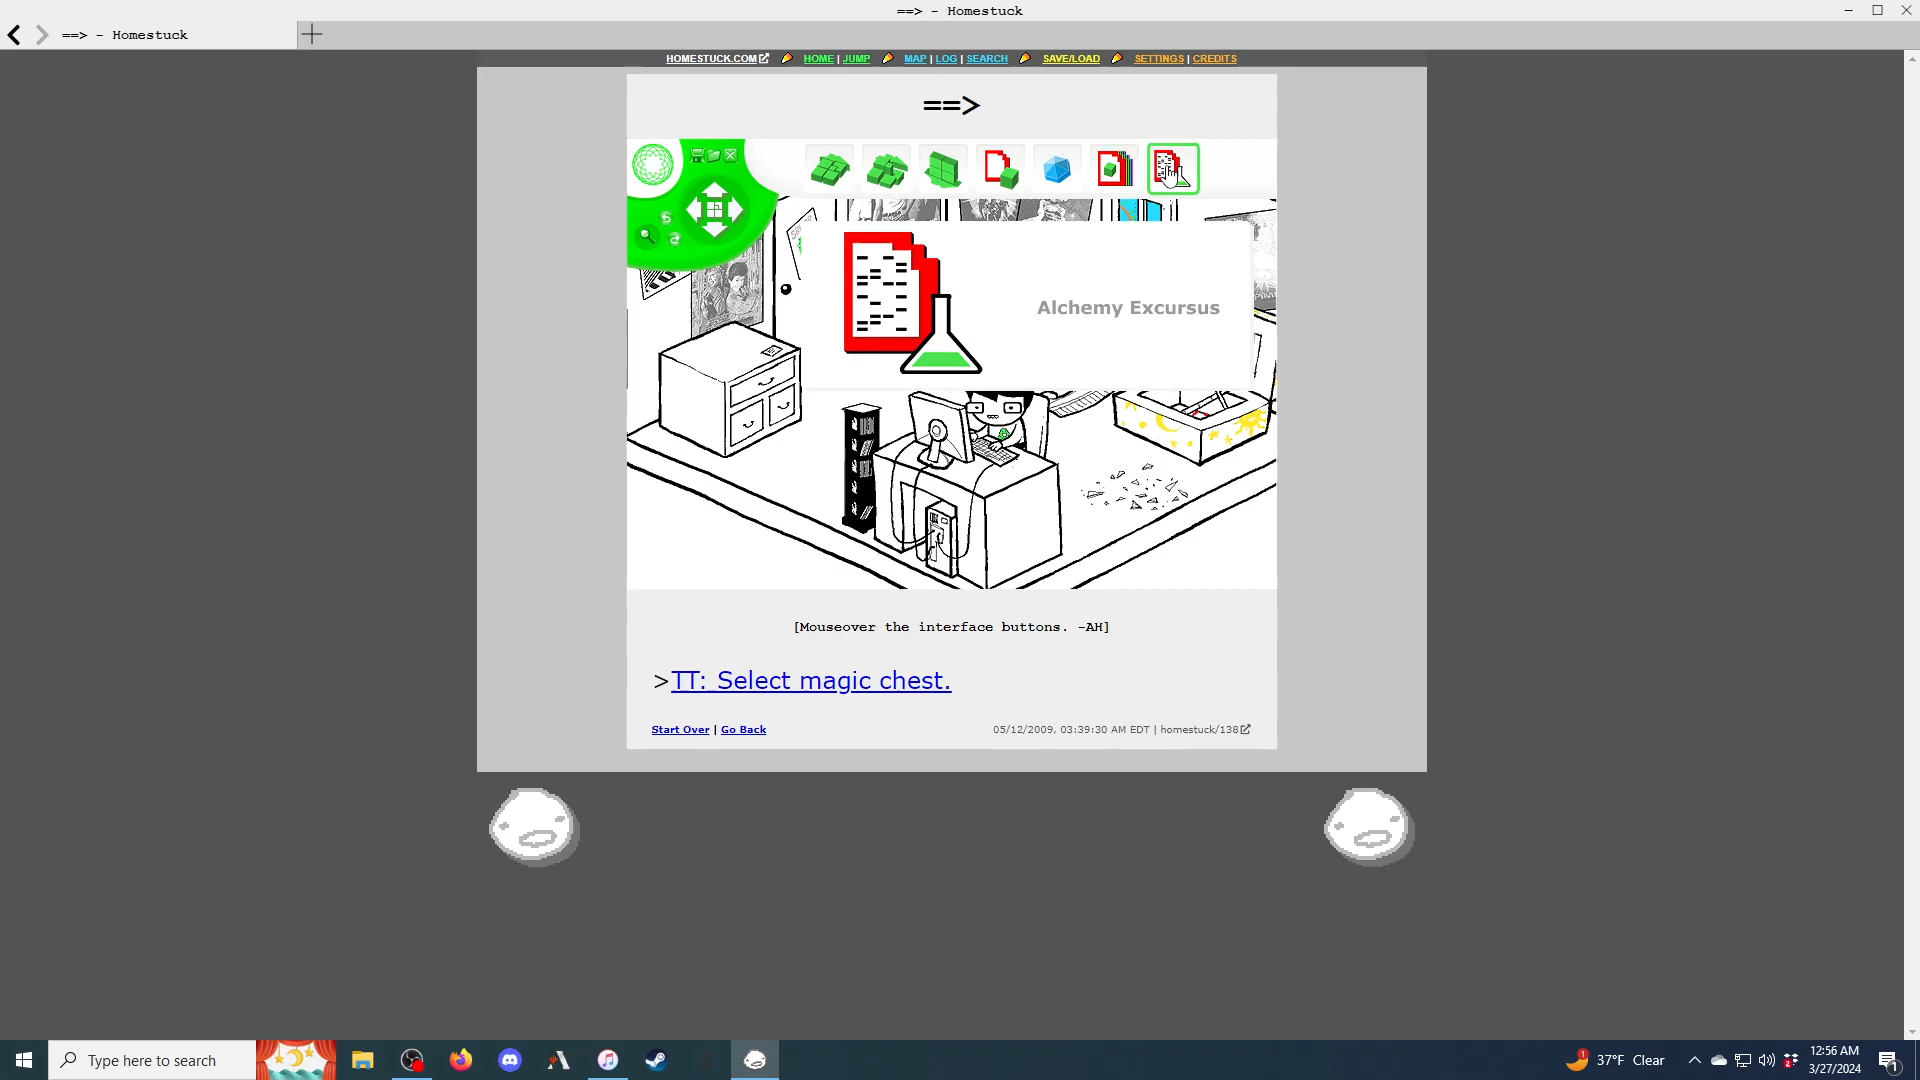 ==> - Homestuck
==> - Homestuck
HOMESTUCK.COM HOME | JUMP MAP | LOG | SEARCH SAVE/LOAD SETTINGS | CREDITS
==>
Alchemy Excursus
[Mouseover the interface buttons. -AH]
>TT: Select magic chest.
Start Over | Go Back 05/12/2009, 03:39:30 AM EDT | homestuck/138
Type here to search 37°F Clear 12:56 AM
3/27/2024